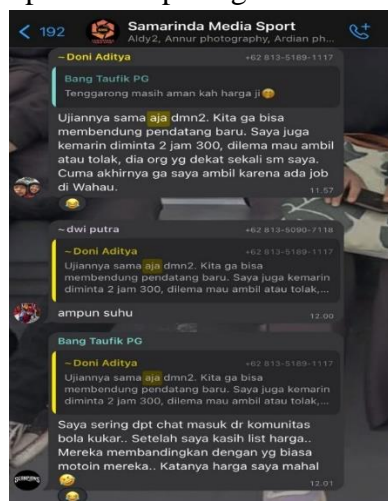 192
Samarinda Media Sport
Aldy2, Annur photography, Ardian ph...
~Doni Aditya +62 813-5189-1117
Bang Taufik PG
Tenggarong masih aman kah harga ji
Ujiannya sama aja dmn2. Kita ga bisa
membendung pendatang baru. Saya juga
kemarin diminta 2 jam 300, dilema mau ambil
atau tolak, dia org yg dekat sekali sm saya.
Cuma akhirnya ga saya ambil karena ada job
di Wahau.
11.57
~dwi putra +62 813-5090-7118
~Doni Aditya +62 813-5189-1117
Ujiannya sama aja dmn2. Kita ga bisa
membendung pendatang baru. Saya juga
kemarin diminta 2 jam 300, dilema mau ambil
atau tolak,...
ampun suhu
12.00
Bang Taufik PG
~Doni Aditya +62 813-5189-1117
Ujiannya sama aja dmn2. Kita ga bisa
membendung pendatang baru. Saya juga
kemarin diminta 2 jam 300, dilema mau ambil
atau tolak,...
Saya sering dpt chat masuk dr komunitas
bola kukar.. Setelah saya kasih list harga..
Mereka membandingkan dengan yg biasa
motoin mereka.. Katanya harga saya mahal
12.01